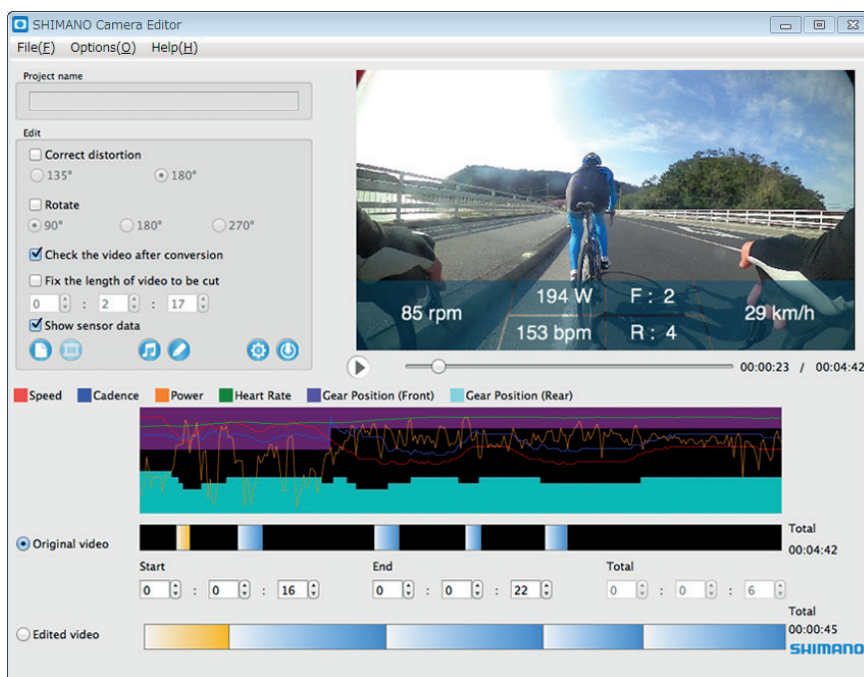 SHIMANO Camera Editor
File(F) Options(O) Help(H)
Project name
Edit
Correct distortion
135° 180°
Rotate
90° 180° 270°
Check the video after conversion
Fix the length of video to be cut
0 : 2 : 17
Show sensor data
85 rpm
194 W F : 2
153 bpm R : 4
29 km/h
00:00:23 / 00:04:42
Speed Cadence Power Heart Rate Gear Position (Front) Gear Position (Rear)
Original video
Total
00:04:42
Start End Total
0 : 0 : 16 0 : 0 : 22 0 : 0 : 6
Edited video
Total
00:00:45
SHIMANO